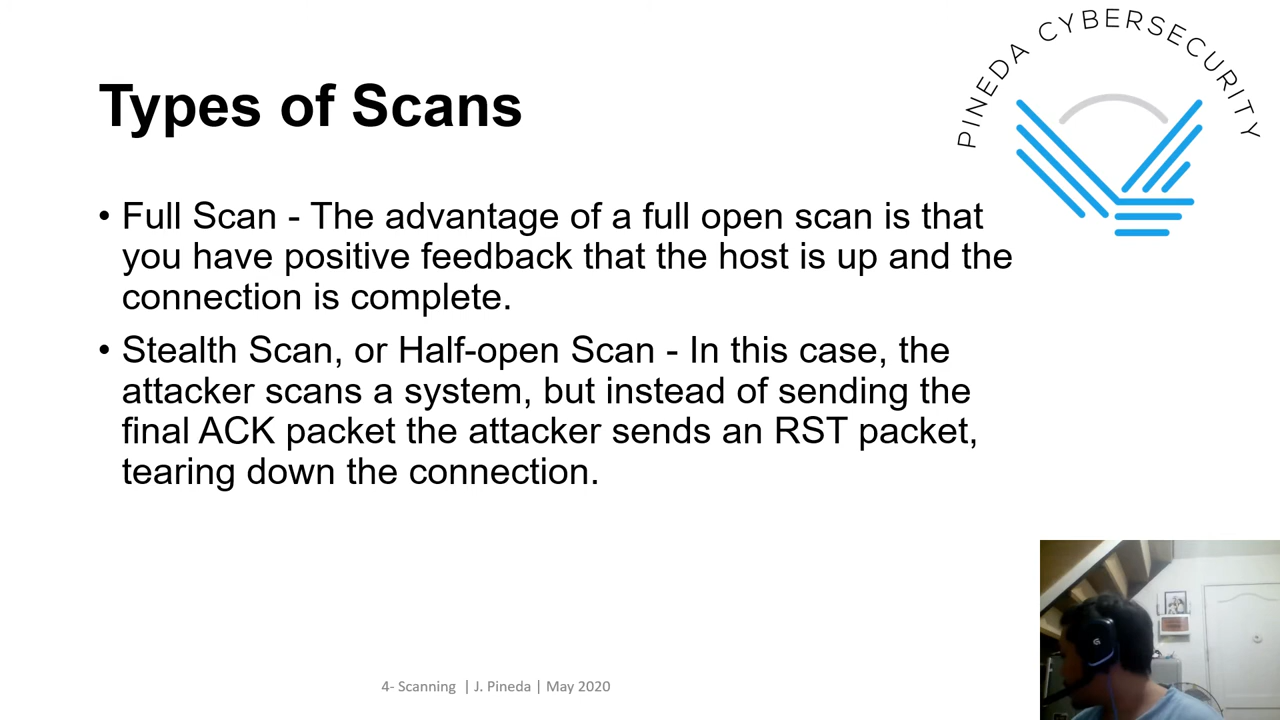 PINEDA CYBERSECURITY
Types of Scans
• Full Scan - The advantage of a full open scan is that
you have positive feedback that the host is up and the
connection is complete.
• Stealth Scan, or Half-open Scan - In this case, the
attacker scans a system, but instead of sending the
final ACK packet the attacker sends an RST packet,
tearing down the connection.
4- Scanning | J. Pineda | May 2020